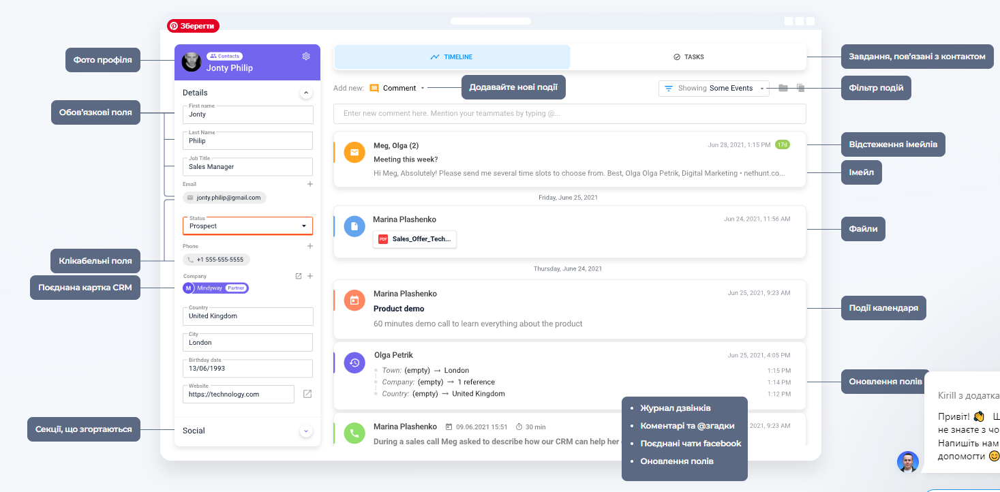 Зберегти
Фото профіля
Обов'язкові поля
Клікабельні поля
Поєднана картка CRM
Секції, що згортаються
Contacts
Jonty Philip
Details
First name
Jonty
Last Name
Philip
Job Title
Sales Manager
Email
jonty.philip@gmail.com
Status
Prospect
Phone
+1 555-555-5555
Company
M Mindyway Partner
Country
United Kingdom
City
London
Birthday date
13/06/1993
Website
https://technology.com
Social
TIMELINE
TASKS
Add new: Comment
Додавайте нові події
Showing Some Events
Enter new comment here. Mention your teammates by typing @...
Meg, Olga (2)
Jun 28, 2021, 1:15 PM 17d
Meeting this week?
Hi Meg, Absolutely! Please send me several time slots to choose from. Best, Olga Olga Petrik, Digital Marketing • nethunt.co...
Friday, June 25, 2021
Marina Plashenko
Jun 24, 2021, 11:56 AM
PDF Sales_Offer_Tech...
Thursday, June 24, 2021
Marina Plashenko
Jun 25, 2021, 9:23 AM
Product demo
60 minutes demo call to learn everything about the product
Olga Petrik
Jun 25, 2021, 4:05 PM
Town: (empty) → London
1:15 PM
Company: (empty) → 1 reference
1:14 PM
Country: (empty) → United Kingdom
1:12 PM
Marina Plashenko 09.06.2021 15:51 30 min
2021, 9:23 AM
During a sales call Meg asked to describe how our CRM can help her
• Журнал дзвінків
• Коментарі та @згадки
• Поєднані чати facebook
• Оновлення полів
Завдання, пов'язані з контактом
Фільтр подій
Відстеження імейлів
Імейл
Файли
Події календаря
Оновлення полів
Kirill з додатка
Привіт! 👋 Щ
не знаєте з чо
Напишіть нам
допомогти 😊